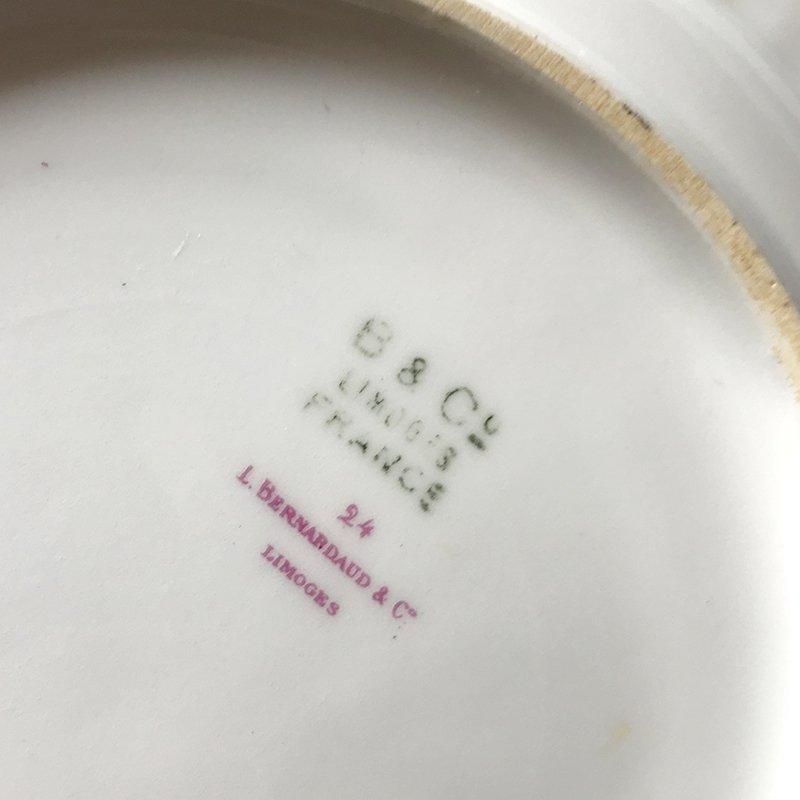 B & Cº
LIMOGES
FRANCE
24
L. BERNARDAUD & Cº
LIMOGES